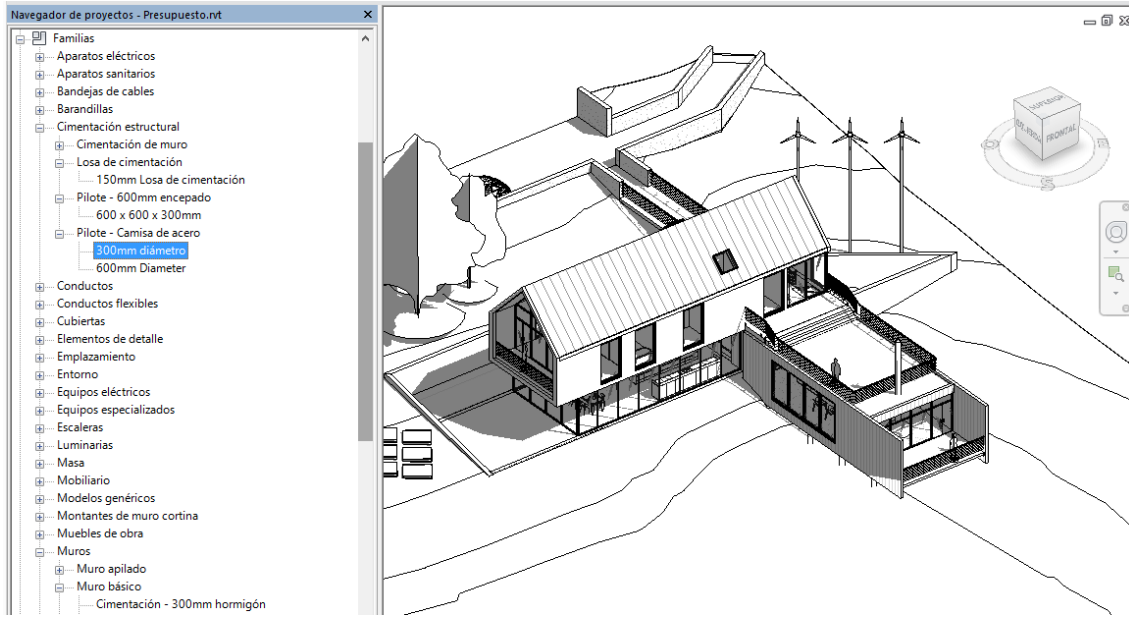 Navegador de proyectos - Presupuesto.rvt
Familias
Aparatos eléctricos
Aparatos sanitarios
Bandejas de cables
Barandillas
Cimentación estructural
Cimentación de muro
Losa de cimentación
150mm Losa de cimentación
Pilote - 600mm encepado
600 x 600 x 300mm
Pilote - Camisa de acero
300mm diámetro
600mm Diameter
Conductos
Conductos flexibles
Cubiertas
Elementos de detalle
Emplazamiento
Entorno
Equipos eléctricos
Equipos especializados
Escaleras
Luminarias
Masa
Mobiliario
Modelos genéricos
Montantes de muro cortina
Muebles de obra
Muros
Muro apilado
Muro básico
Cimentación - 300mm hormigón
SUPERIOR
FRONTAL
S
E